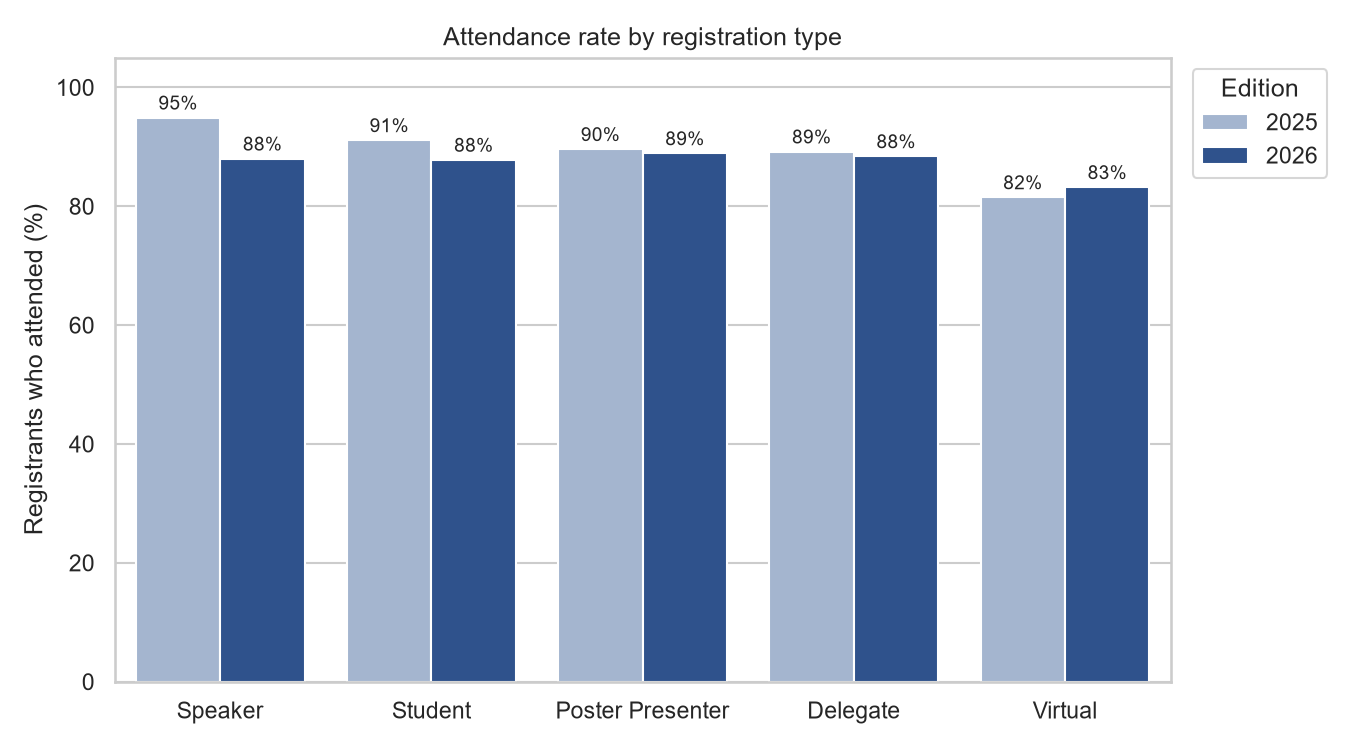 Attendance rate by registration type
Edition
2025
2026
Registrants who attended (%)
100
80
60
40
20
0
95%
88%
91%
88%
90%
89%
89%
88%
82%
83%
Speaker
Student
Poster Presenter
Delegate
Virtual